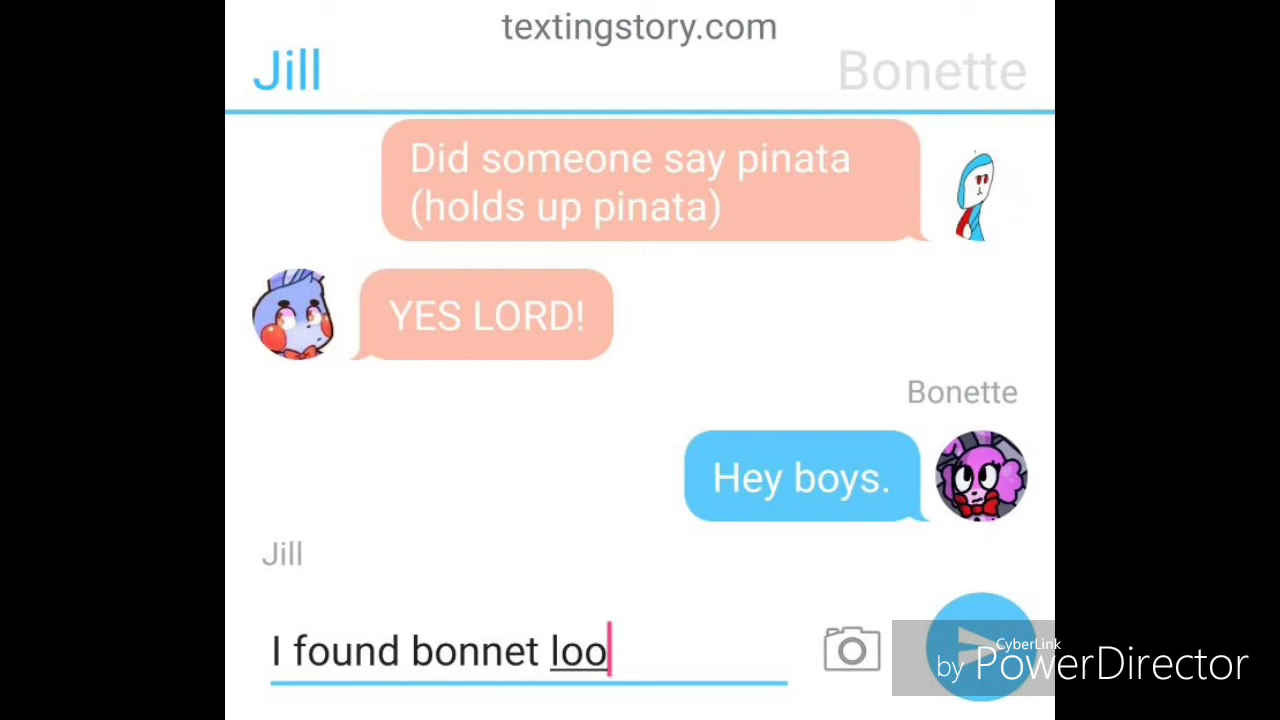 textingstory.com
Jill
Bonette
Did someone say pinata
(holds up pinata)
YES LORD!
Bonette
Hey boys.
Jill
I found bonnet loo
CyberLink
by PowerDirector